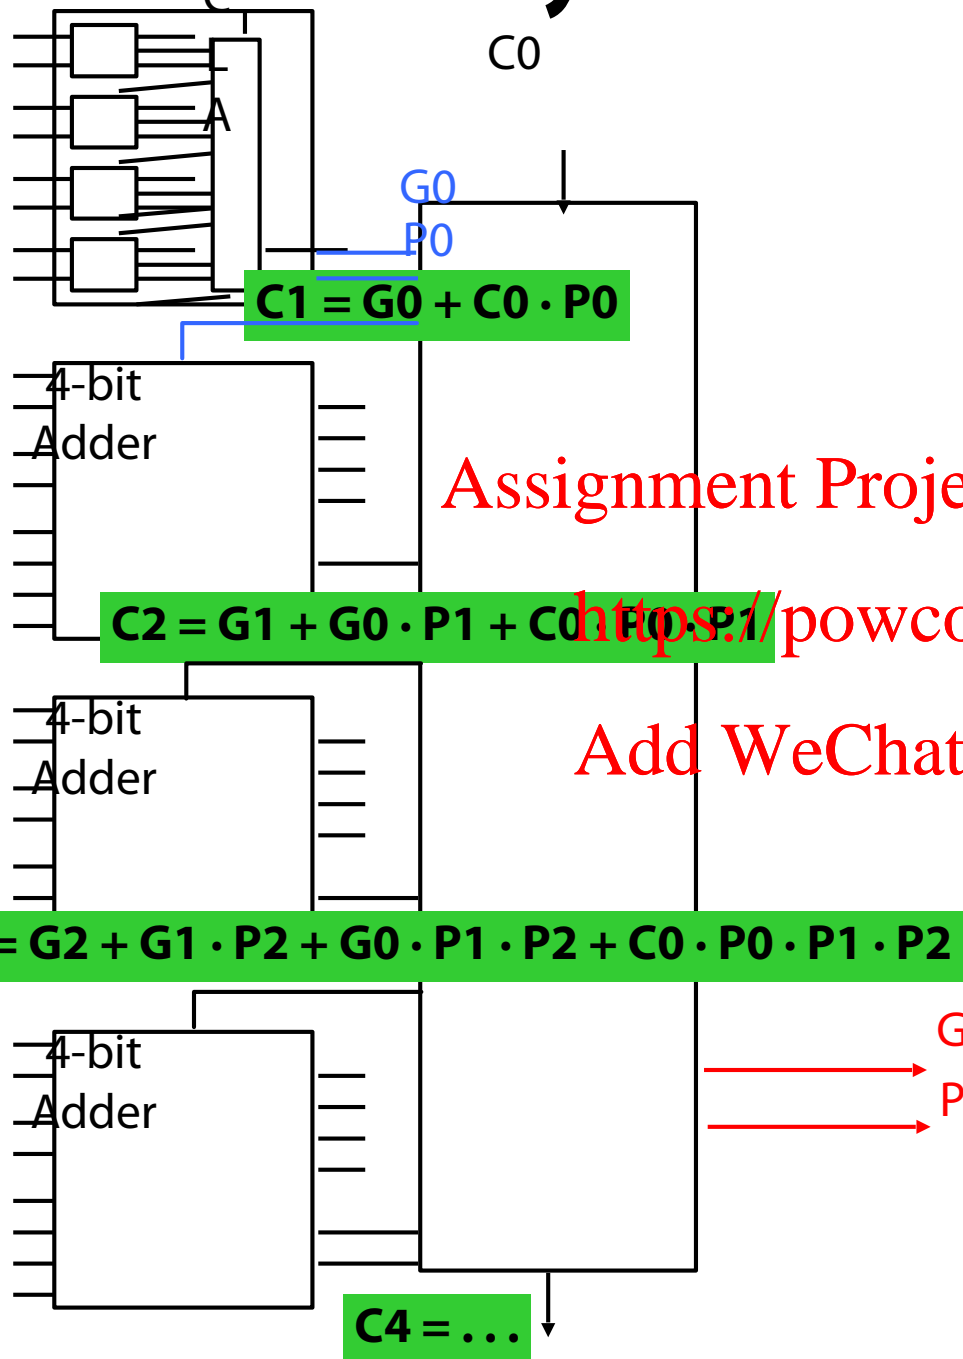 C
L
A
C0
G0
P0
C1 = G0 + C0 · P0
4-bit
Adder
Assignment Proje
C2 = G1 + G0 · P1 + C0 · P0 · P1
https://powco
4-bit
Adder
Add WeChat
= G2 + G1 · P2 + G0 · P1 · P2 + C0 · P0 · P1 · P2
4-bit
Adder
G
P
C4 = . . .